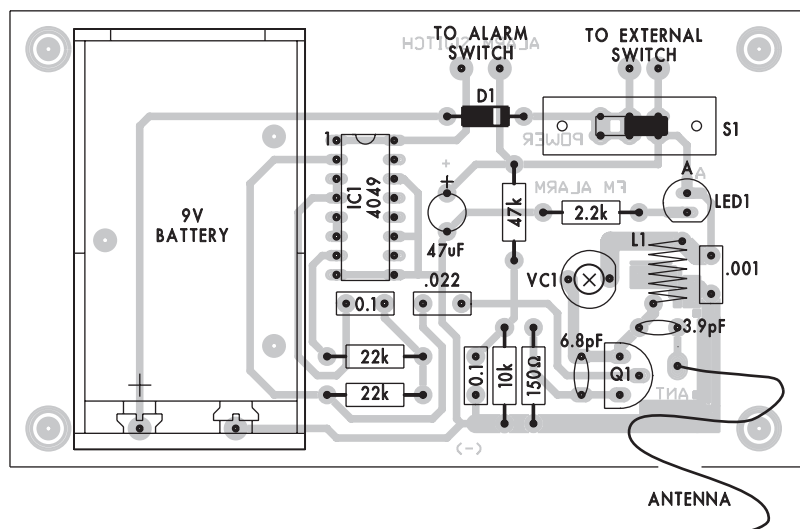 TO ALARM
SWITCH
ALARM SWITCH
TO EXTERNAL
SWITCH
D1
S1
POWER
1
IC1
4049
+
+
47uF
47k
FM ALARM
2.2k
A
A
LED1
9V
BATTERY
L1
.001
VC1
.022
0.1
3.9pF
6.8pF
22k
22k
0.1
10k
150Ω
Q1
ANT
+
(-)
ANTENNA